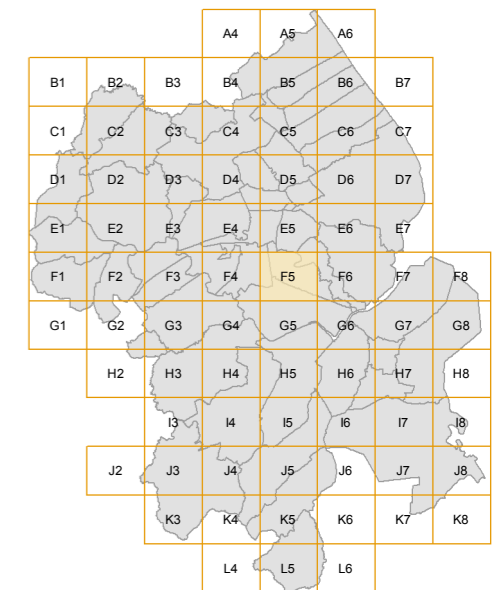 A4 A5 A6
B1 B2 B3 B4 B5 B6 B7
C1 C2 C3 C4 C5 C6 C7
D1 D2 D3 D4 D5 D6 D7
E1 E2 E3 E4 E5 E6 E7
F1 F2 F3 F4 F5 F6 F7 F8
G1 G2 G3 G4 G5 G6 G7 G8
H2 H3 H4 H5 H6 H7 H8
I3 I4 I5 I6 I7 I8
J2 J3 J4 J5 J6 J7 J8
K3 K4 K5 K6 K7 K8
L4 L5 L6